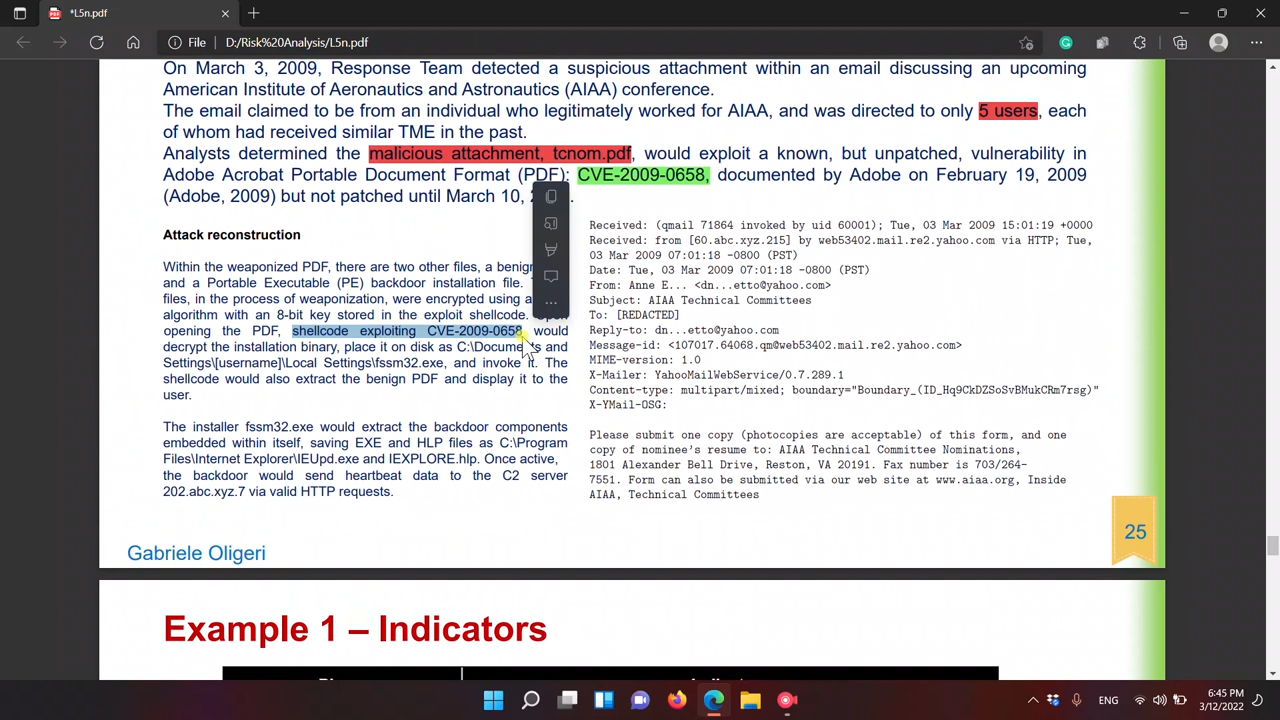 *L5n.pdf
File D:/Risk%20Analysis/L5n.pdf
On March 3, 2009, Response Team detected a suspicious attachment within an email discussing an upcoming
American Institute of Aeronautics and Astronautics (AIAA) conference.
The email claimed to be from an individual who legitimately worked for AIAA, and was directed to only 5 users, each
of whom had received similar TME in the past.
Analysts determined the malicious attachment, tcnom.pdf, would exploit a known, but unpatched, vulnerability in
Adobe Acrobat Portable Document Format (PDF): CVE-2009-0658, documented by Adobe on February 19, 2009
(Adobe, 2009) but not patched until March 10, 2
Attack reconstruction
Within the weaponized PDF, there are two other files, a benign
and a Portable Executable (PE) backdoor installation file.
files, in the process of weaponization, were encrypted using a
algorithm with an 8-bit key stored in the exploit shellcode.
opening the PDF, shellcode exploiting CVE-2009-0658 would
decrypt the installation binary, place it on disk as C:\Documents and
Settings\[username]\Local Settings\fssm32.exe, and invoke it. The
shellcode would also extract the benign PDF and display it to the
user.
The installer fssm32.exe would extract the backdoor components
embedded within itself, saving EXE and HLP files as C:\Program
Files\Internet Explorer\IEUpd.exe and IEXPLORE.hlp. Once active,
the backdoor would send heartbeat data to the C2 server
202.abc.xyz.7 via valid HTTP requests.
Received: (qmail 71864 invoked by uid 60001); Tue, 03 Mar 2009 15:01:19 +0000
Received: from [60.abc.xyz.215] by web53402.mail.re2.yahoo.com via HTTP; Tue,
03 Mar 2009 07:01:18 -0800 (PST)
Date: Tue, 03 Mar 2009 07:01:18 -0800 (PST)
From: Anne E... <dn...etto@yahoo.com>
Subject: AIAA Technical Committees
To: [REDACTED]
Reply-to: dn...etto@yahoo.com
Message-id: <107017.64068.qm@web53402.mail.re2.yahoo.com>
MIME-version: 1.0
X-Mailer: YahooMailWebService/0.7.289.1
Content-type: multipart/mixed; boundary="Boundary_(ID_Hq9CkDZSoSvBMukCRm7rsg)"
X-YMail-OSG:
Please submit one copy (photocopies are acceptable) of this form, and one
copy of nominee's resume to: AIAA Technical Committee Nominations,
1801 Alexander Bell Drive, Reston, VA 20191. Fax number is 703/264-
7551. Form can also be submitted via our web site at www.aiaa.org, Inside
AIAA, Technical Committees
25
Gabriele Oligeri
Example 1 – Indicators
ENG
6:45 PM
3/12/2022